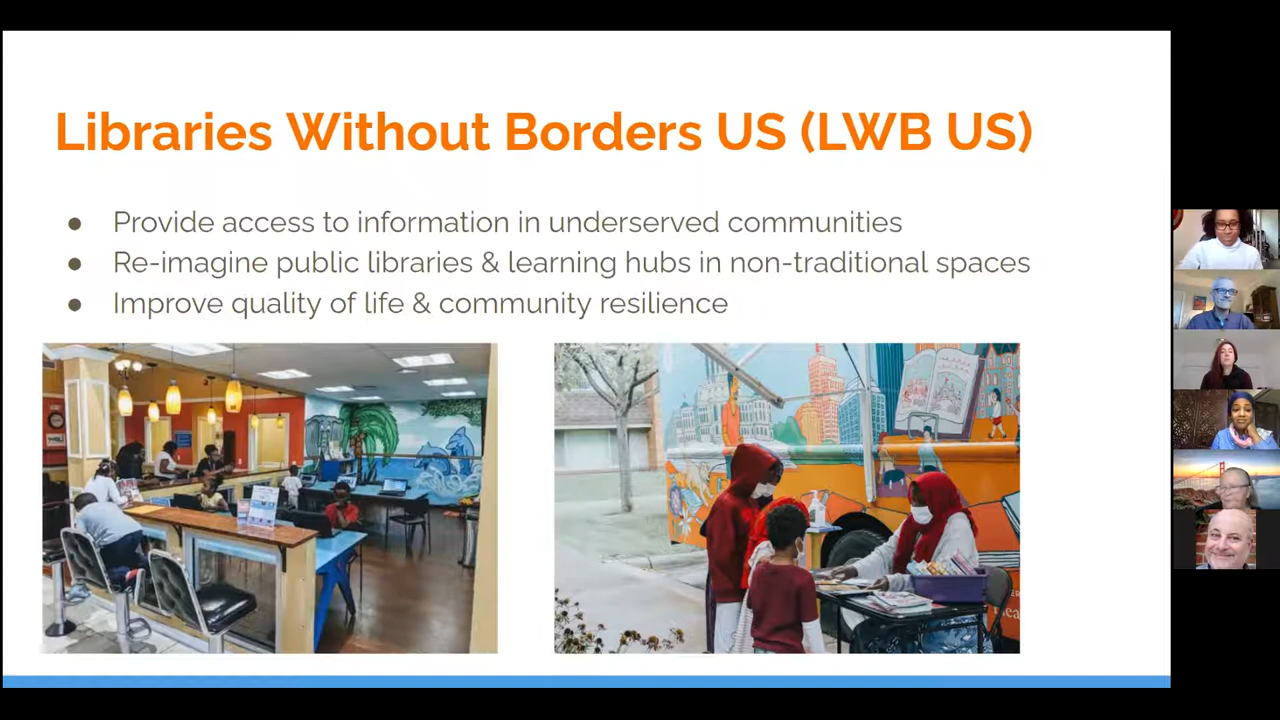 Libraries Without Borders US (LWB US)
● Provide access to information in underserved communities
● Re-imagine public libraries & learning hubs in non-traditional spaces
● Improve quality of life & community resilience